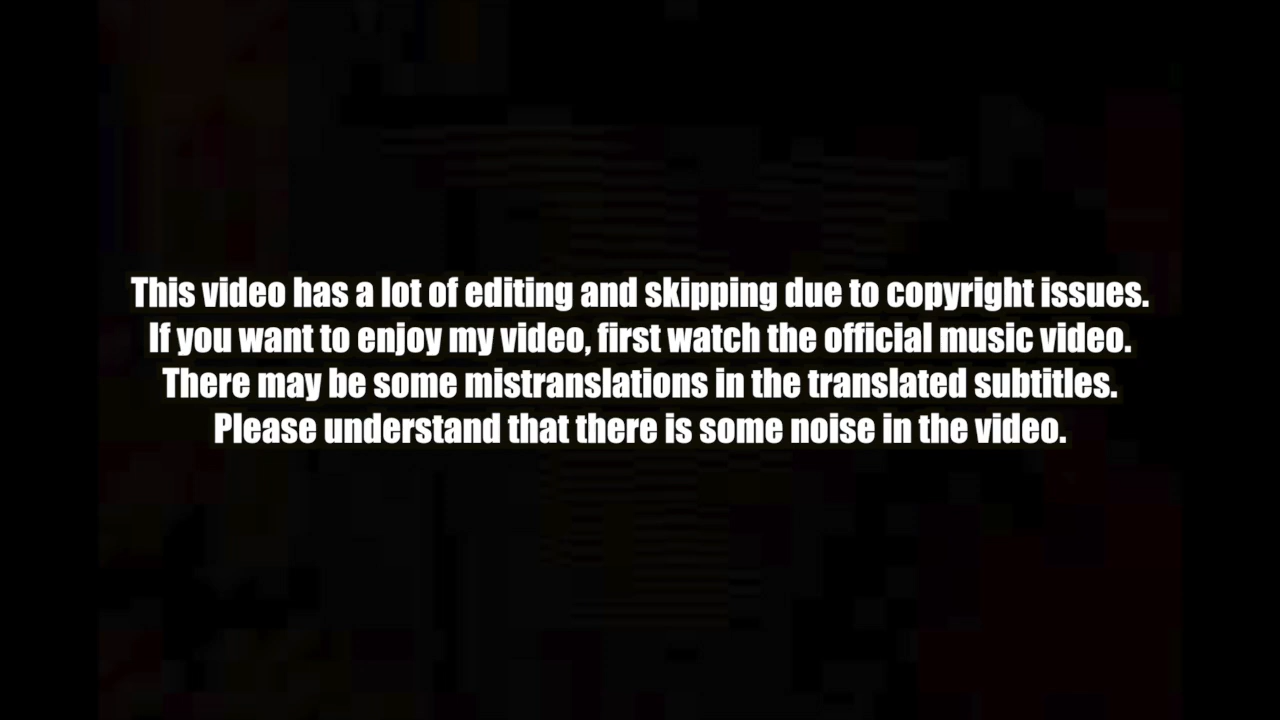 This video has a lot of editing and skipping due to copyright issues.
If you want to enjoy my video, first watch the official music video.
There may be some mistranslations in the translated subtitles.
Please understand that there is some noise in the video.